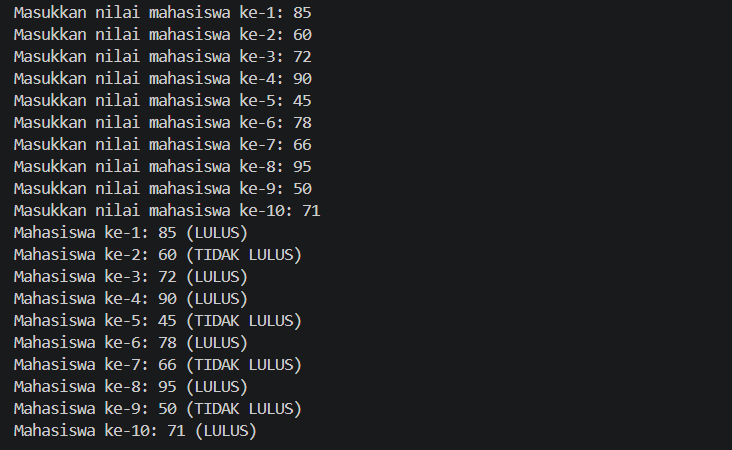 Masukkan nilai mahasiswa ke-1: 85
Masukkan nilai mahasiswa ke-2: 60
Masukkan nilai mahasiswa ke-3: 72
Masukkan nilai mahasiswa ke-4: 90
Masukkan nilai mahasiswa ke-5: 45
Masukkan nilai mahasiswa ke-6: 78
Masukkan nilai mahasiswa ke-7: 66
Masukkan nilai mahasiswa ke-8: 95
Masukkan nilai mahasiswa ke-9: 50
Masukkan nilai mahasiswa ke-10: 71
Mahasiswa ke-1: 85 (LULUS)
Mahasiswa ke-2: 60 (TIDAK LULUS)
Mahasiswa ke-3: 72 (LULUS)
Mahasiswa ke-4: 90 (LULUS)
Mahasiswa ke-5: 45 (TIDAK LULUS)
Mahasiswa ke-6: 78 (LULUS)
Mahasiswa ke-7: 66 (TIDAK LULUS)
Mahasiswa ke-8: 95 (LULUS)
Mahasiswa ke-9: 50 (TIDAK LULUS)
Mahasiswa ke-10: 71 (LULUS)